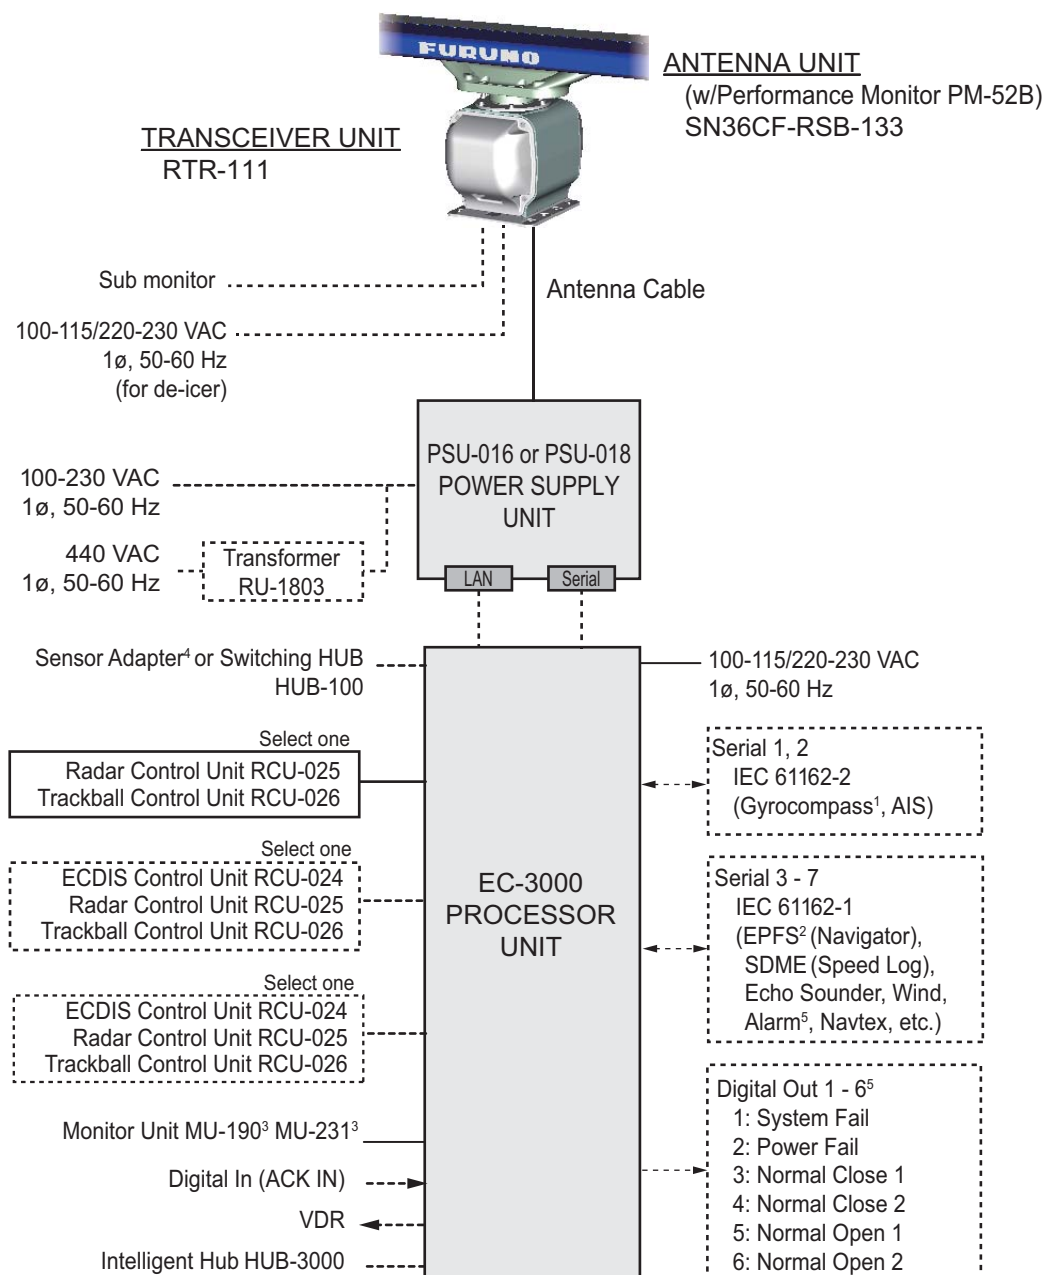 FURUNO
ANTENNA UNIT
(w/Performance Monitor PM-52B)
SN36CF-RSB-133
TRANSCEIVER UNIT
RTR-111
Sub monitor
Antenna Cable
100-115/220-230 VAC
1ø, 50-60 Hz
(for de-icer)
PSU-016 or PSU-018
POWER SUPPLY
UNIT
100-230 VAC
1ø, 50-60 Hz
440 VAC
1ø, 50-60 Hz
Transformer
RU-1803
LAN
Serial
Sensor Adapter⁴ or Switching HUB
HUB-100
100-115/220-230 VAC
1ø, 50-60 Hz
Select one
Radar Control Unit RCU-025
Trackball Control Unit RCU-026
Serial 1, 2
IEC 61162-2
(Gyrocompass¹, AIS)
Select one
ECDIS Control Unit RCU-024
Radar Control Unit RCU-025
Trackball Control Unit RCU-026
EC-3000
PROCESSOR
UNIT
Serial 3 - 7
IEC 61162-1
(EPFS² (Navigator),
SDME (Speed Log),
Echo Sounder, Wind,
Alarm⁵, Navtex, etc.)
Select one
ECDIS Control Unit RCU-024
Radar Control Unit RCU-025
Trackball Control Unit RCU-026
Monitor Unit MU-190³ MU-231³
Digital In (ACK IN)
VDR
Intelligent Hub HUB-3000
Digital Out 1 - 6⁵
1: System Fail
2: Power Fail
3: Normal Close 1
4: Normal Close 2
5: Normal Open 1
6: Normal Open 2